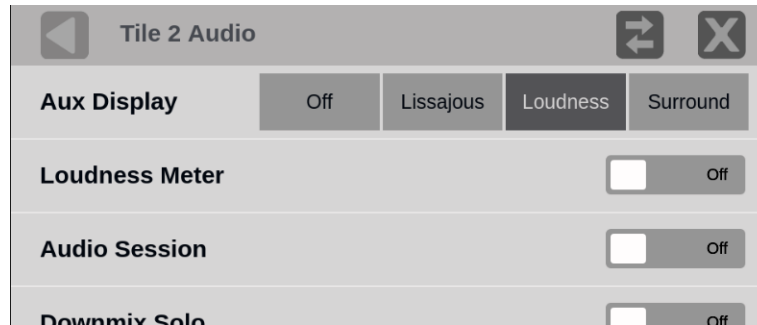 Tile 2 Audio
Aux Display Off Lissajous Loudness Surround
Loudness Meter Off
Audio Session Off
Downmix Solo Off